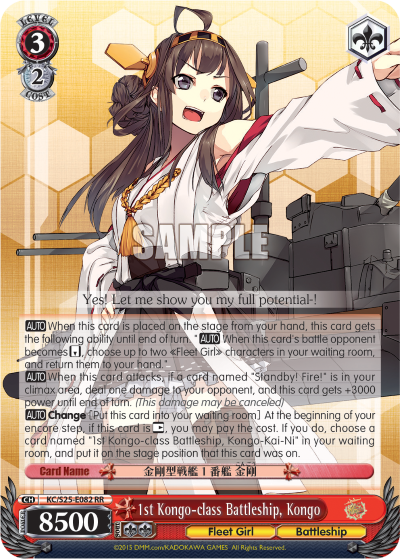 LEVEL
3
2
COST
SAMPLE
Yes! Let me show you my full potential-!
AUTO When this card is placed on the stage from your hand, this card gets
the following ability until end of turn. "AUTO When this card's battle opponent
becomes, choose up to two «Fleet Girl» characters in your waiting room,
and return them to your hand."
AUTO When this card attacks, if a card named "Standby! Fire!" is in your
climax area, deal one damage to your opponent, and this card gets +3000
power until end of turn. (This damage may be canceled)
AUTO Change [Put this card into your waiting room] At the beginning of your
encore step, if this card is, you may pay the cost. If you do, choose a
card named "1st Kongo-class Battleship, Kongo-Kai-Ni" in your waiting
room, and put it on the stage position that this card was on.
Card Name 金剛型戦艦1番艦 金剛
CH KC/S25-E082 RR
1st Kongo-class Battleship, Kongo
POWER 8500 SOUL
Fleet Girl Battleship
©2015 DMM.com/KADOKAWA GAMES All Rights Reserved.